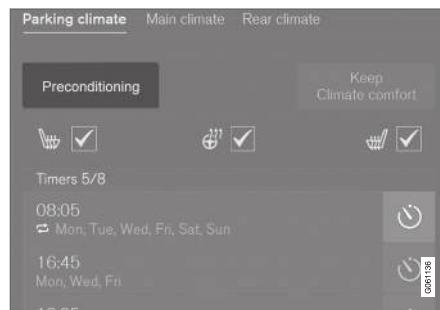 Parking climate Main climate Rear climate
Preconditioning
Keep
Climate comfort
Timers 5/8
08:05
Mon, Tue, Wed, Fri, Sat, Sun
16:45
Mon, Wed, Fri
G061136